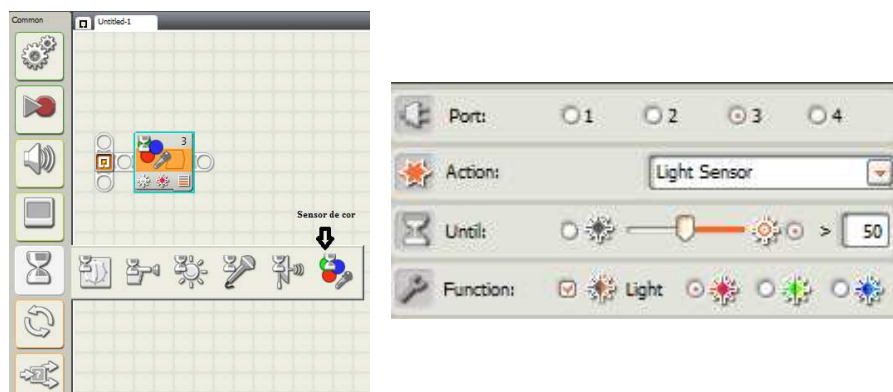 Common
Untitled-1
3
Sensor de cor
Port: 1 2 3 4
Action: Light Sensor
Until: > 50
Function: Light